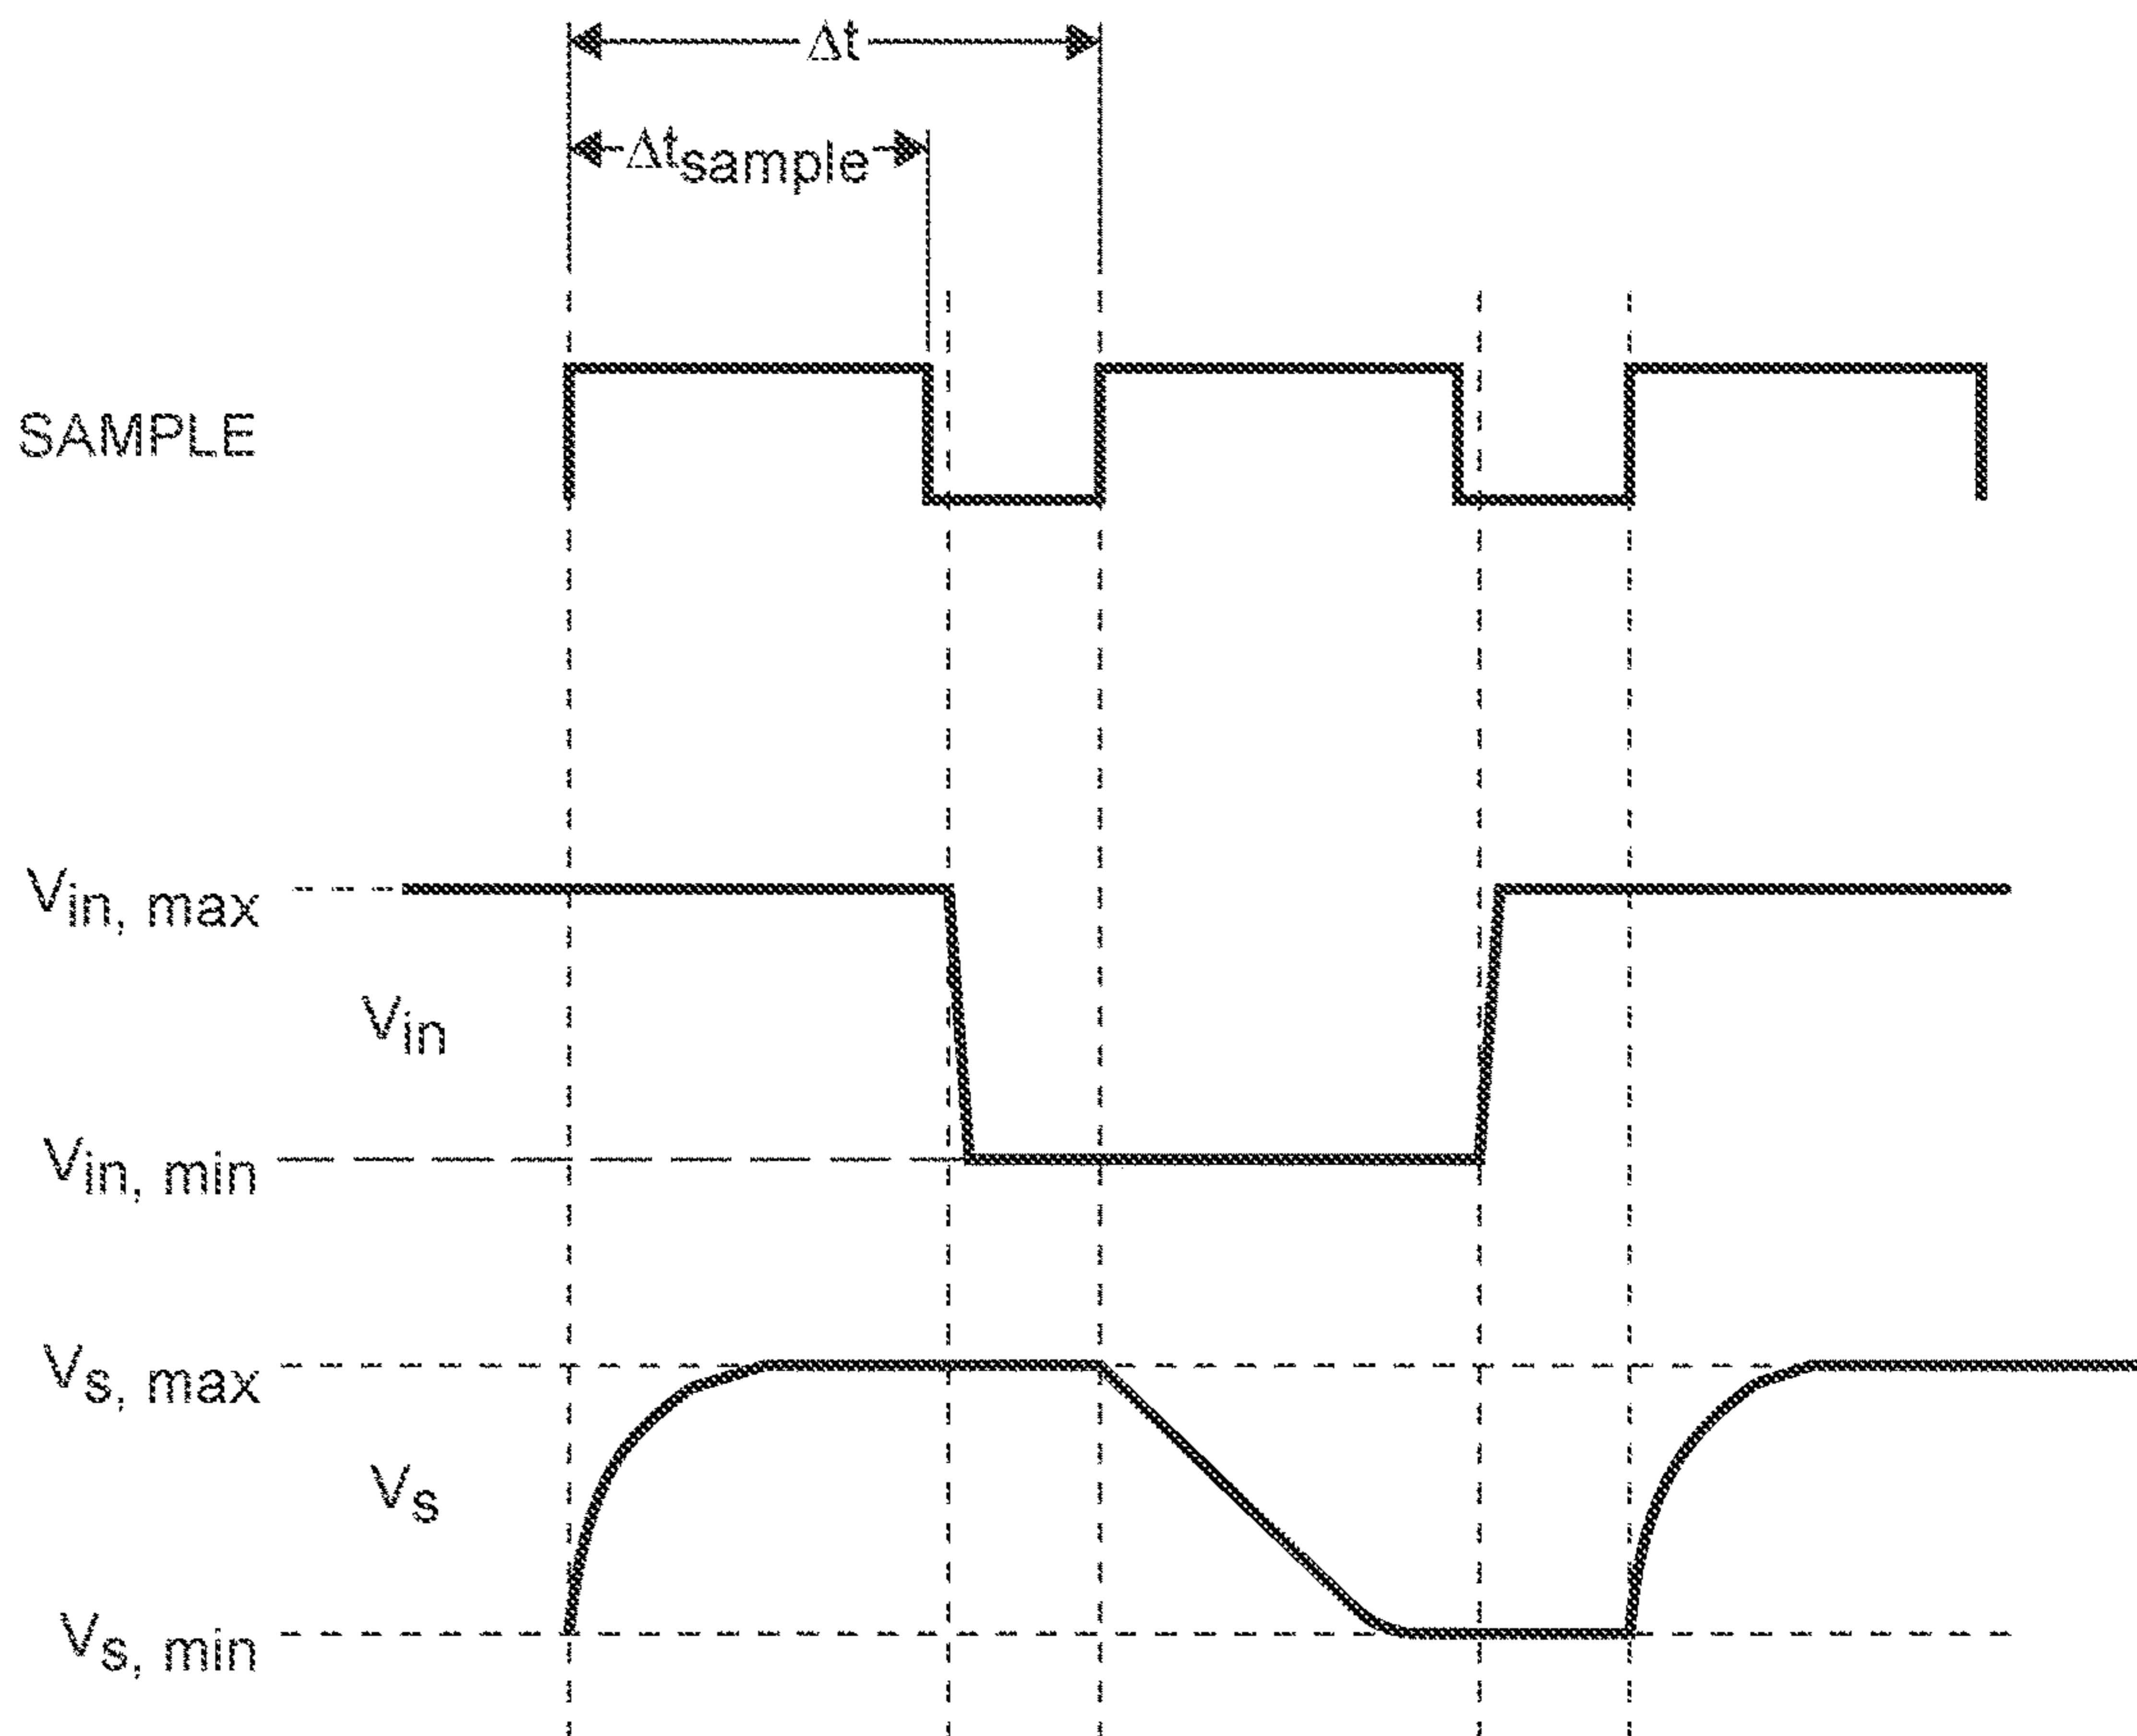 Δt
Δtsample
SAMPLE
Vin, max
Vin
Vin, min
Vs, max
Vs
Vs, min